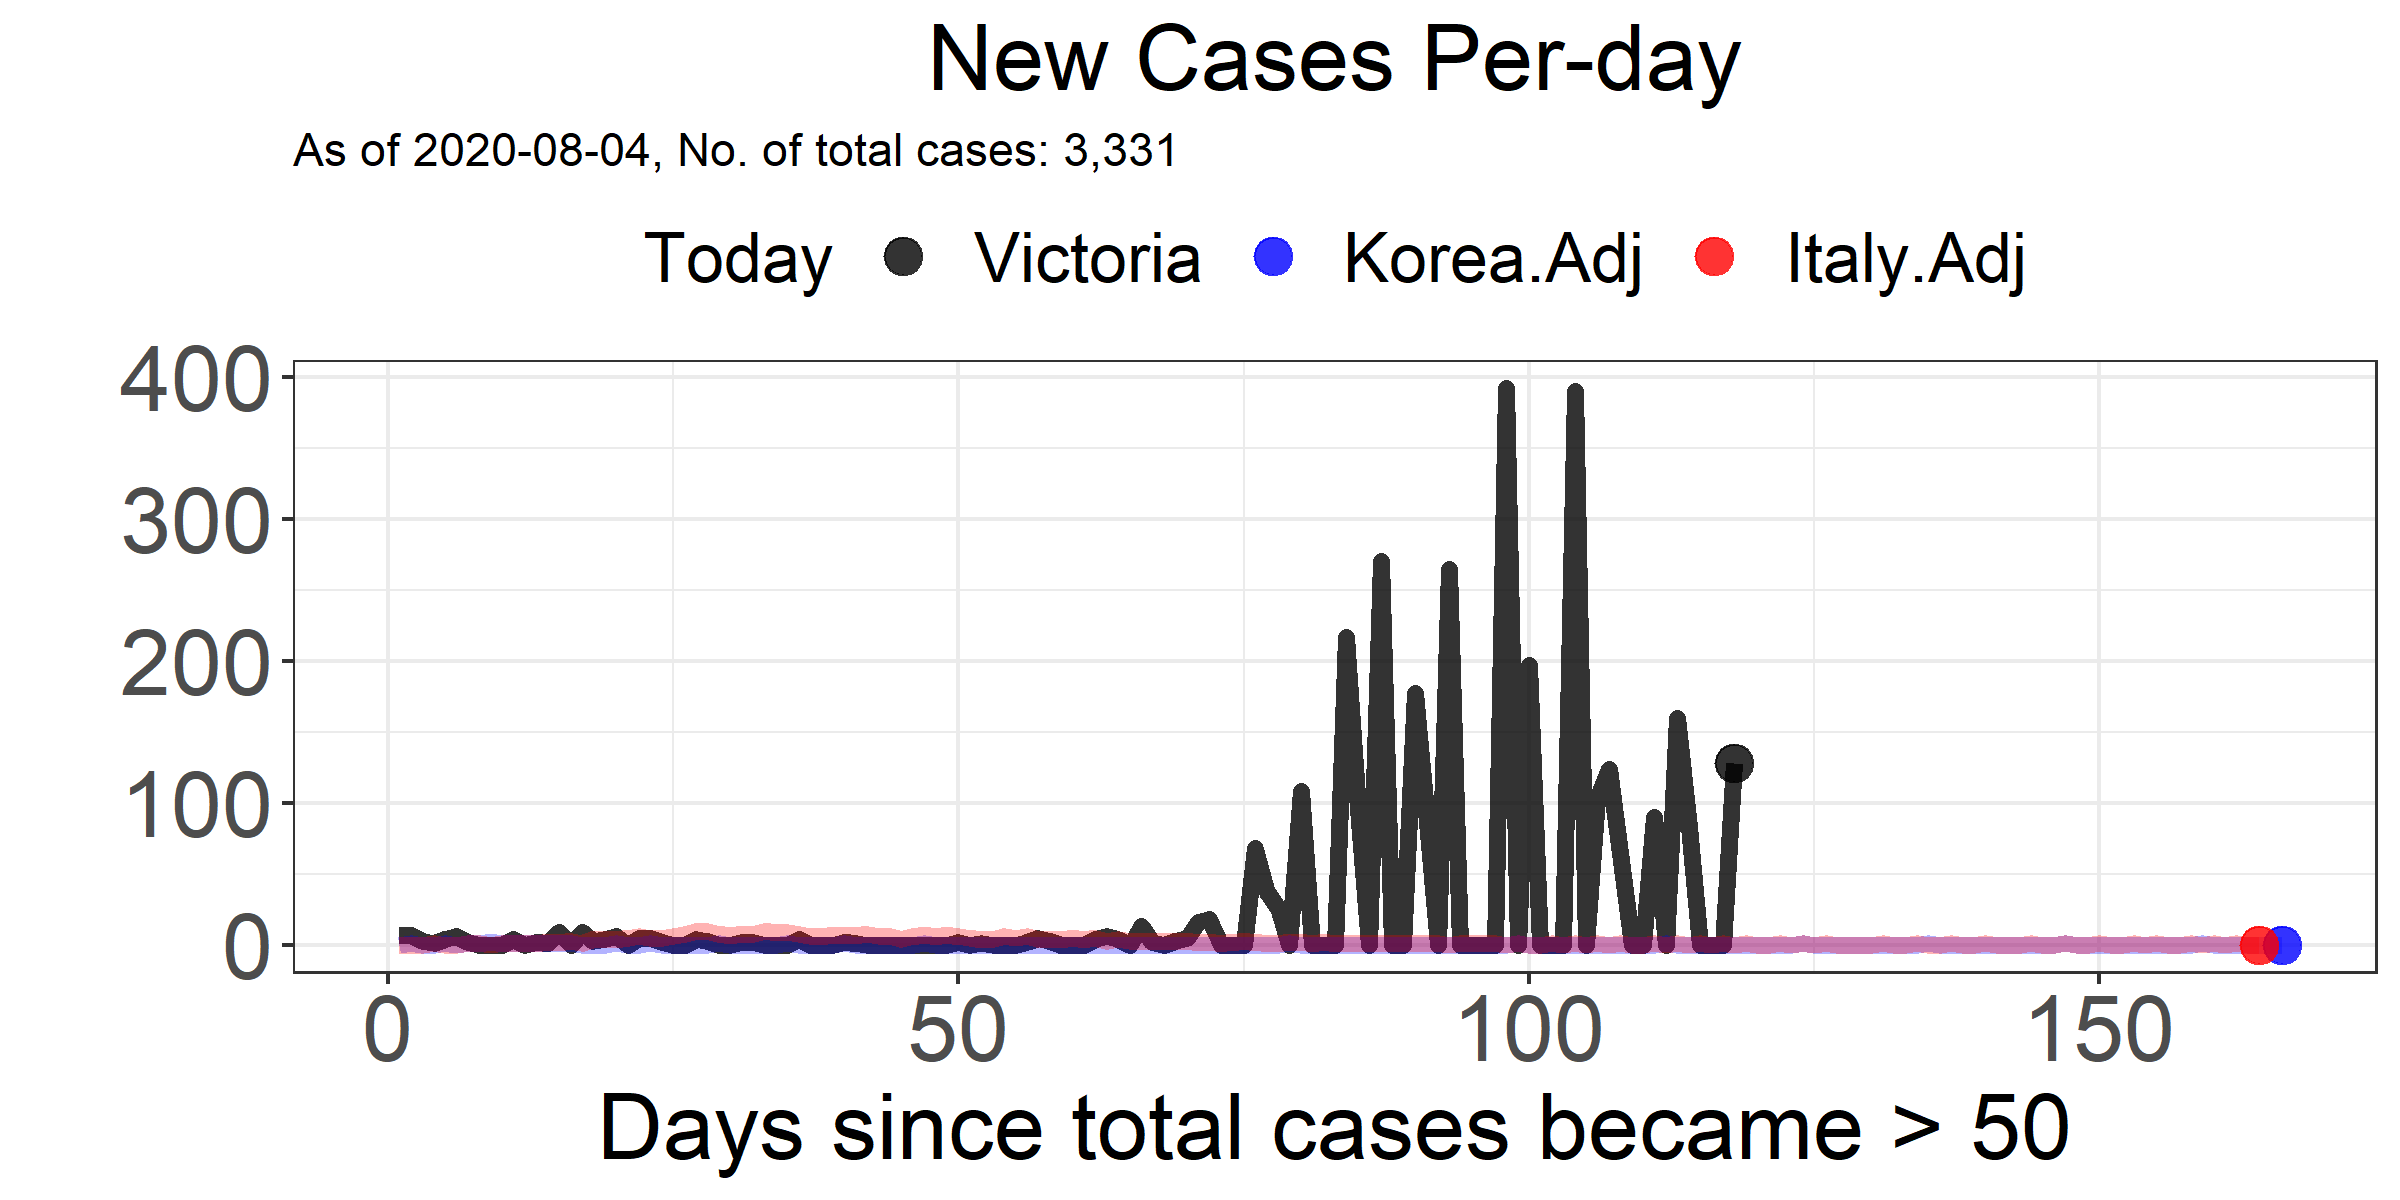 New Cases Per-day
As of 2020-08-04, No. of total cases: 3,331
Today Victoria Korea.Adj Italy.Adj
400
300
200
100
0
0 50 100 150
Days since total cases became > 50